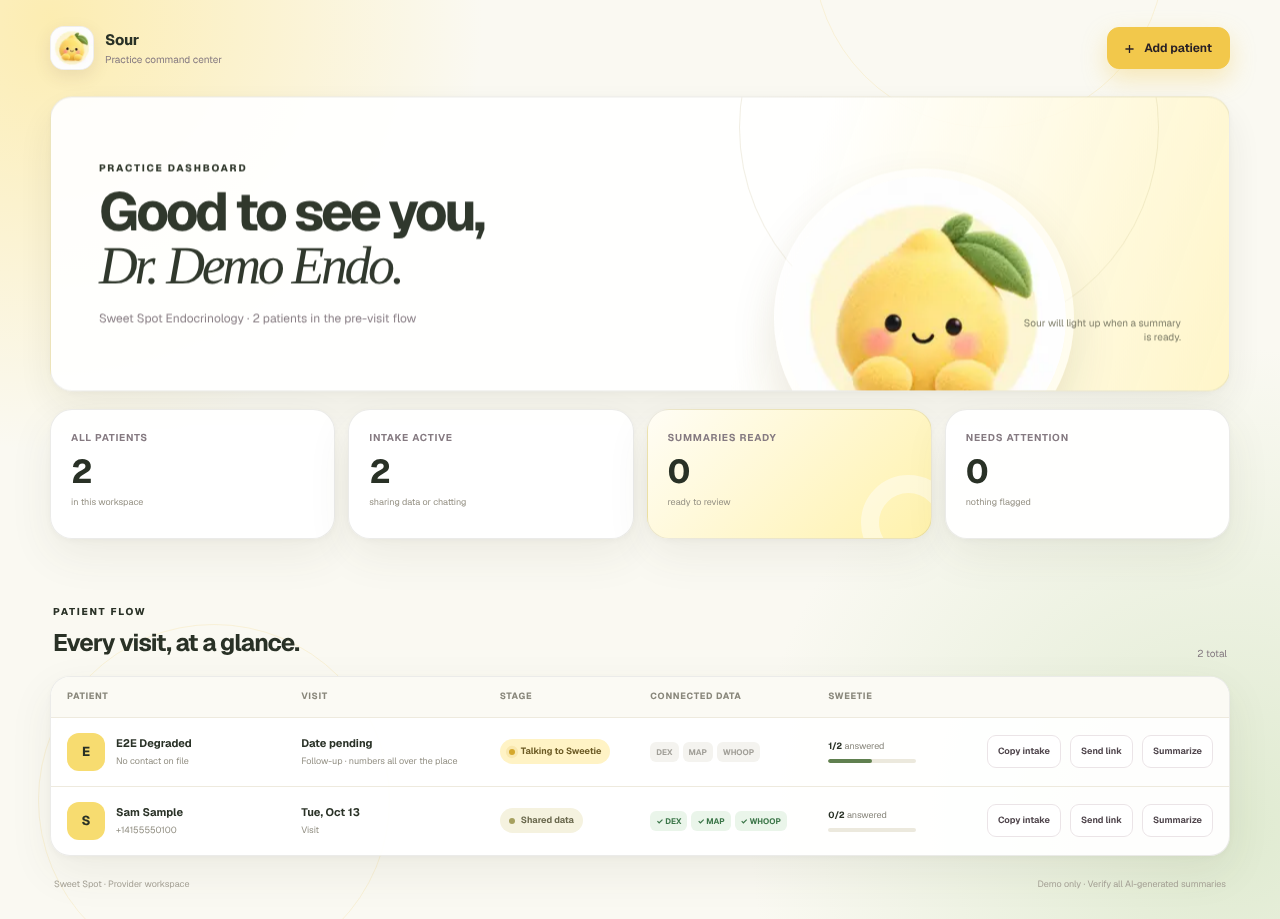 Sour
Practice command center
+ Add patient
PRACTICE DASHBOARD
Good to see you,
Dr. Demo Endo.
Sweet Spot Endocrinology · 2 patients in the pre-visit flow
Sour will light up when a summary
is ready.
ALL PATIENTS
2
in this workspace
INTAKE ACTIVE
2
sharing data or chatting
SUMMARIES READY
0
ready to review
NEEDS ATTENTION
0
nothing flagged
PATIENT FLOW
Every visit, at a glance.
2 total
PATIENT VISIT STAGE CONNECTED DATA SWEETIE
E E2E Degraded Date pending Talking to Sweetie DEX MAP WHOOP 1/2 answered Copy intake Send link Summarize
No contact on file Follow-up · numbers all over the place
S Sam Sample Tue, Oct 13 Shared data ✓ DEX ✓ MAP ✓ WHOOP 0/2 answered Copy intake Send link Summarize
+14155550100 Visit
Sweet Spot · Provider workspace
Demo only · Verify all AI-generated summaries